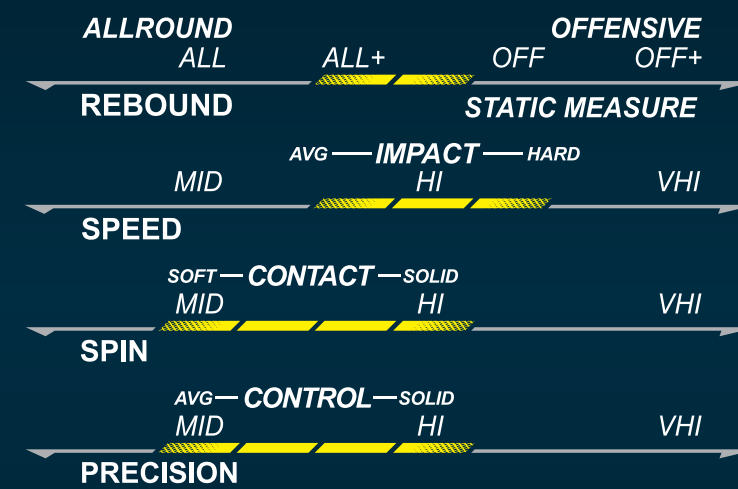 ALLROUND OFFENSIVE
ALL ALL+ OFF OFF+
REBOUND STATIC MEASURE
AVG IMPACT HARD
MID HI VHI
SPEED
SOFT CONTACT SOLID
MID HI VHI
SPIN
AVG CONTROL SOLID
MID HI VHI
PRECISION